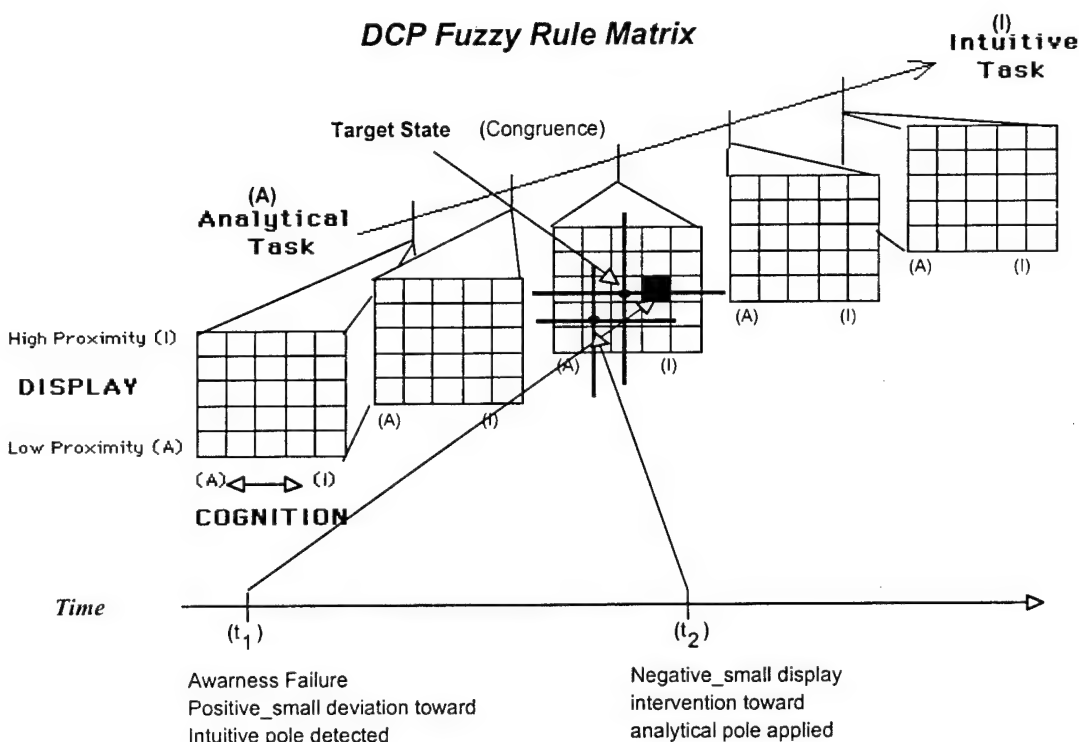 DCP Fuzzy Rule Matrix
(I)
Intuitive
Task
Target State (Congruence)
(A)
Analytical
Task
(A) (I)
(A) (I)
(A) (I)
(A) (I)
High Proximity (I)
DISPLAY
Low Proximity (A)
(A) (I)
COGNITION
Time
(t1)
(t2)
Awarness Failure
Positive_small deviation toward
Intuitive pole detected
Negative_small display
intervention toward
analytical pole applied